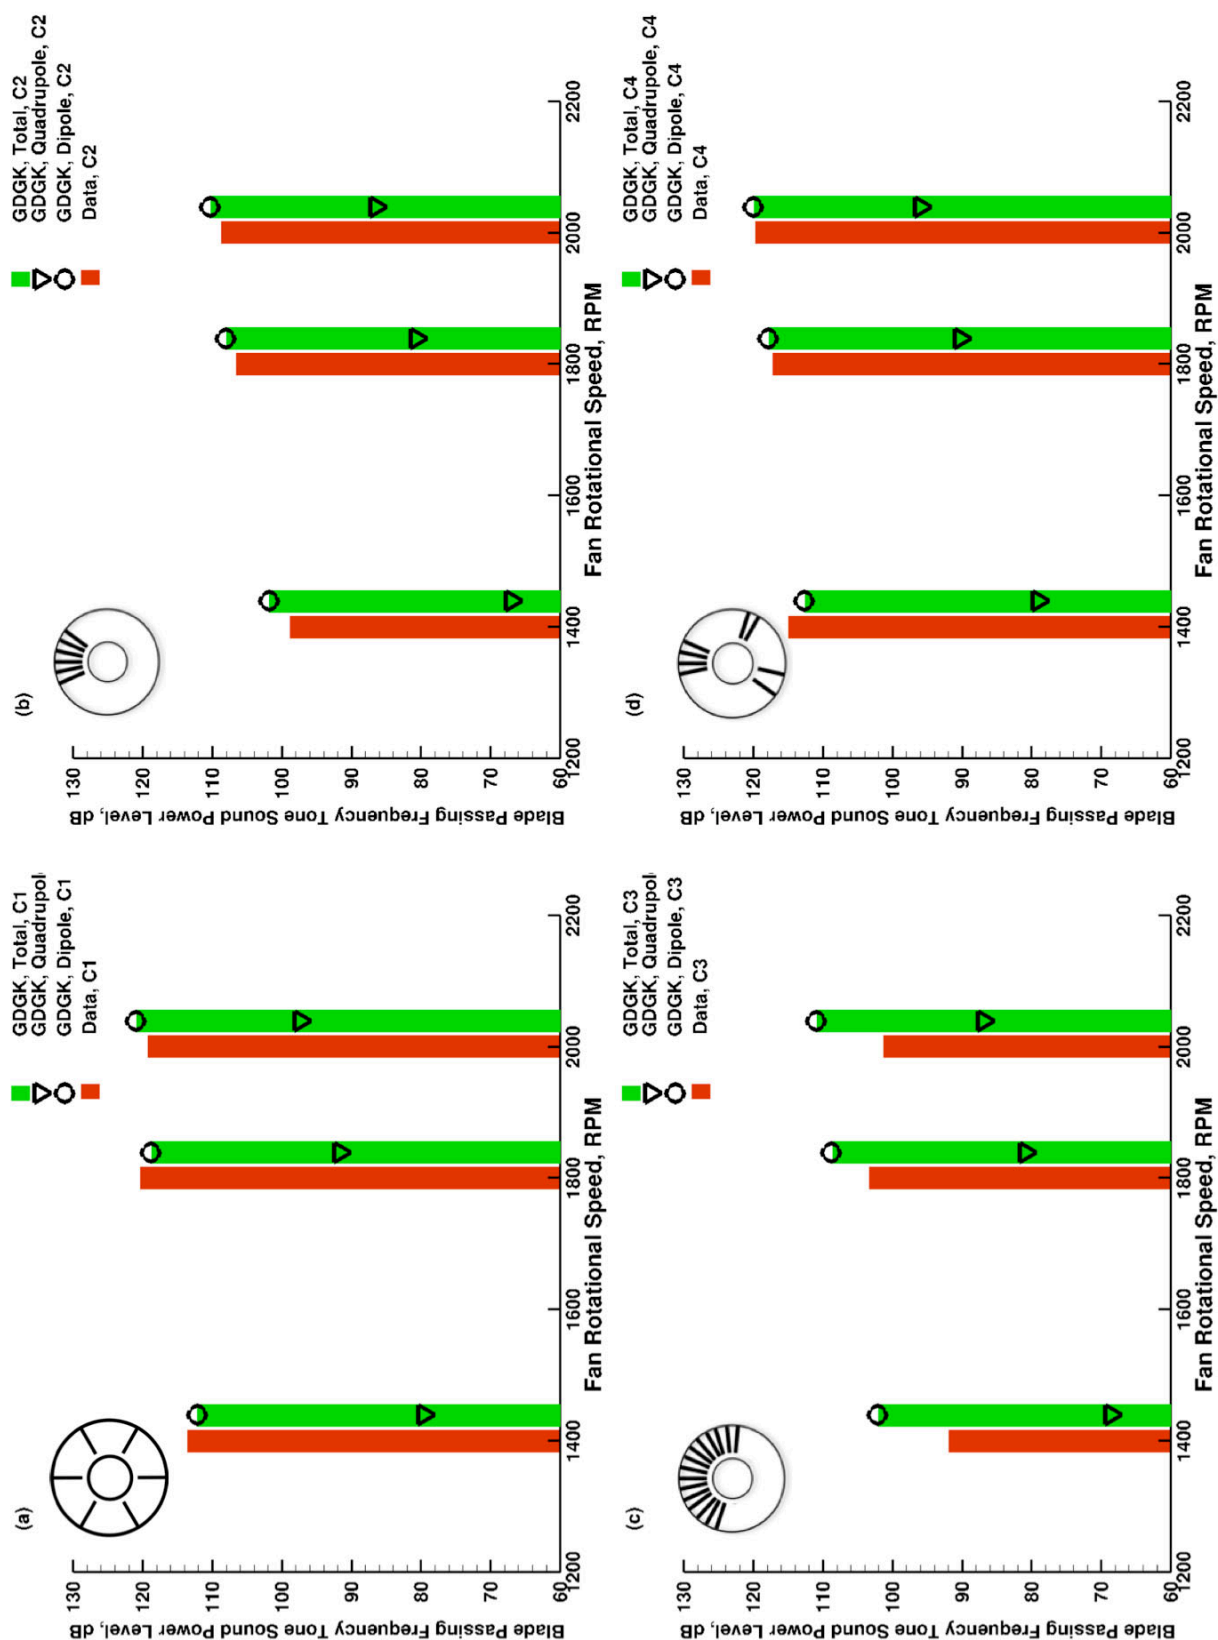 (a)
GDGK, Total, C1
GDGK, Quadrupol
GDGK, Dipole, C1
Data, C1
Blade Passing Frequency Tone Sound Power Level, dB
130
120
110
100
90
80
70
60
1200
1400
1600
1800
2000
2200
Fan Rotational Speed, RPM
(b)
GDGK, Total, C2
GDGK, Quadrupole, C2
GDGK, Dipole, C2
Data, C2
Blade Passing Frequency Tone Sound Power Level, dB
130
120
110
100
90
80
70
60
1200
1400
1600
1800
2000
2200
Fan Rotational Speed, RPM
(c)
GDGK, Total, C3
GDGK, Quadrupol
GDGK, Dipole, C3
Data, C3
Blade Passing Frequency Tone Sound Power Level, dB
130
120
110
100
90
80
70
60
1200
1400
1600
1800
2000
2200
Fan Rotational Speed, RPM
(d)
GDGK, Total, C4
GDGK, Quadrupole, C4
GDGK, Dipole, C4
Data, C4
Blade Passing Frequency Tone Sound Power Level, dB
130
120
110
100
90
80
70
60
1200
1400
1600
1800
2000
2200
Fan Rotational Speed, RPM